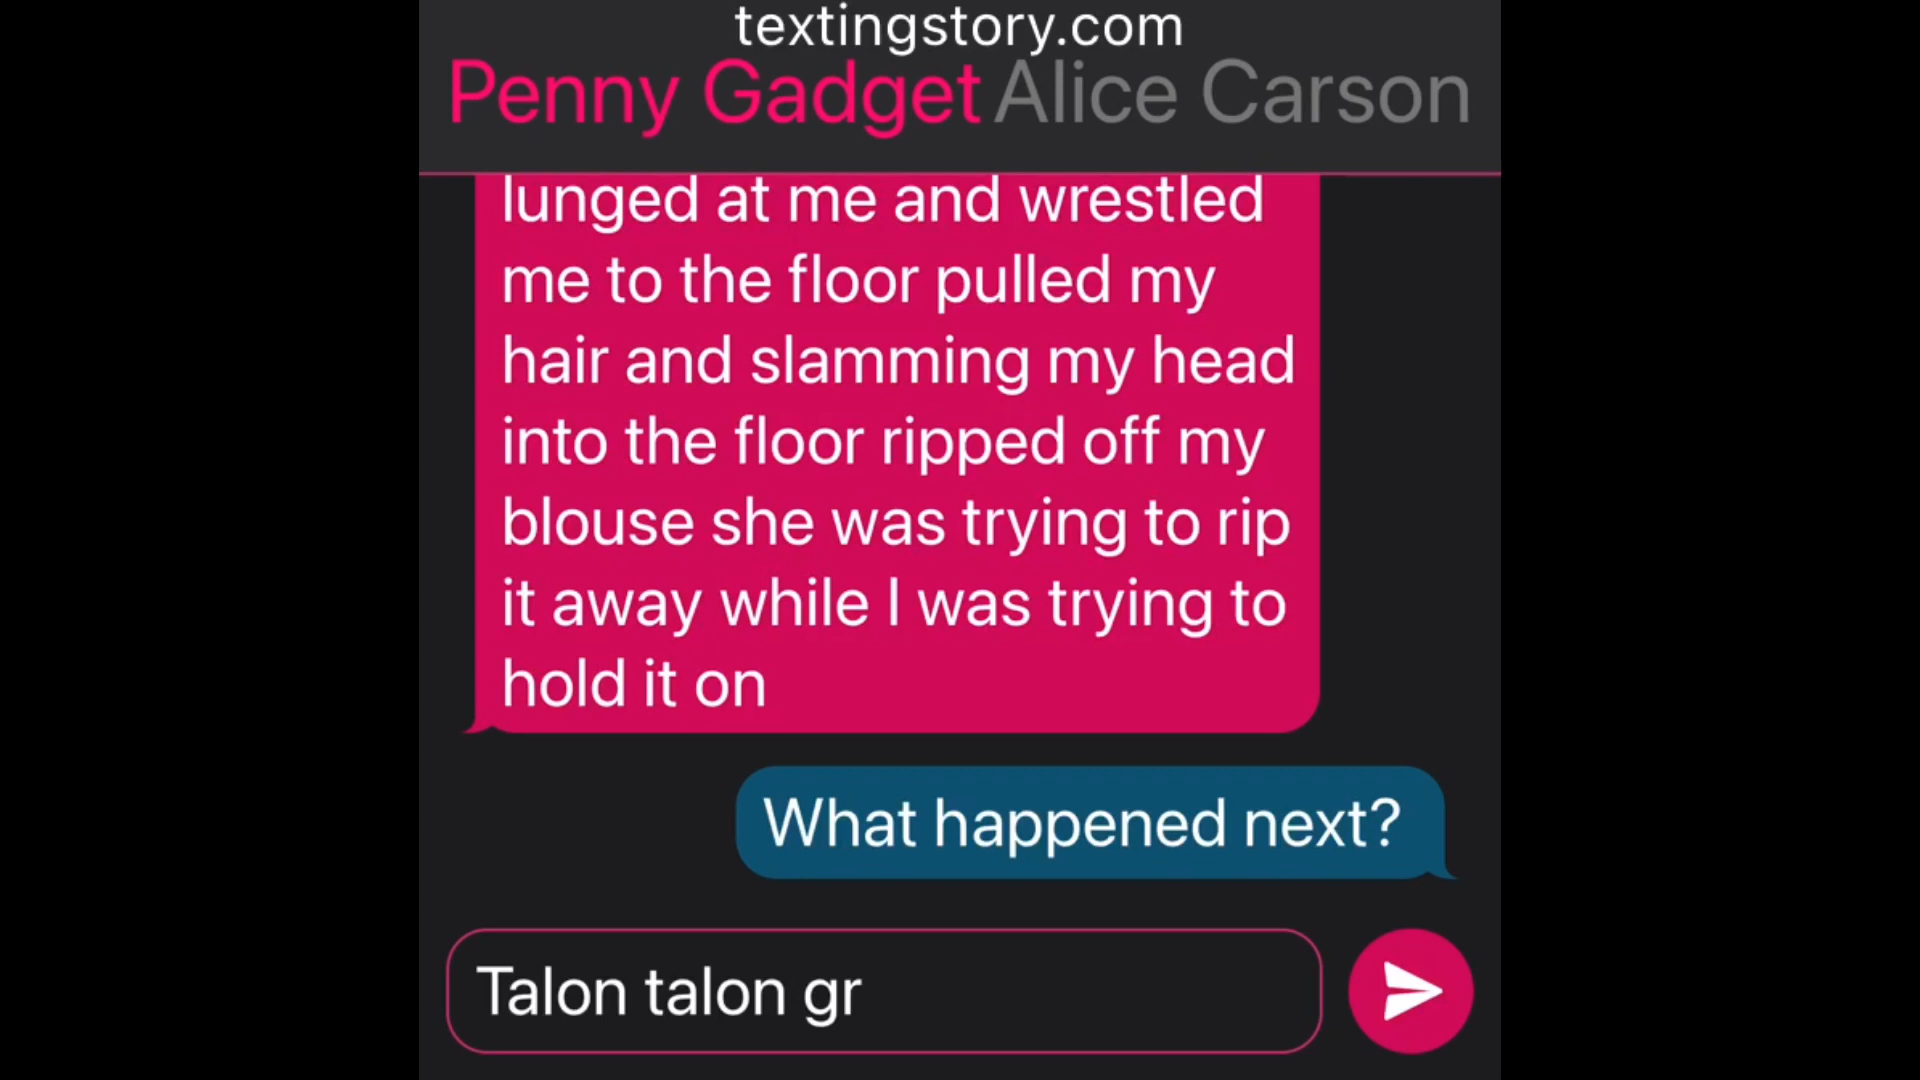 textingstory.com
Penny Gadget Alice Carson
lunged at me and wrestled
me to the floor pulled my
hair and slamming my head
into the floor ripped off my
blouse she was trying to rip
it away while I was trying to
hold it on
What happened next?
Talon talon gr